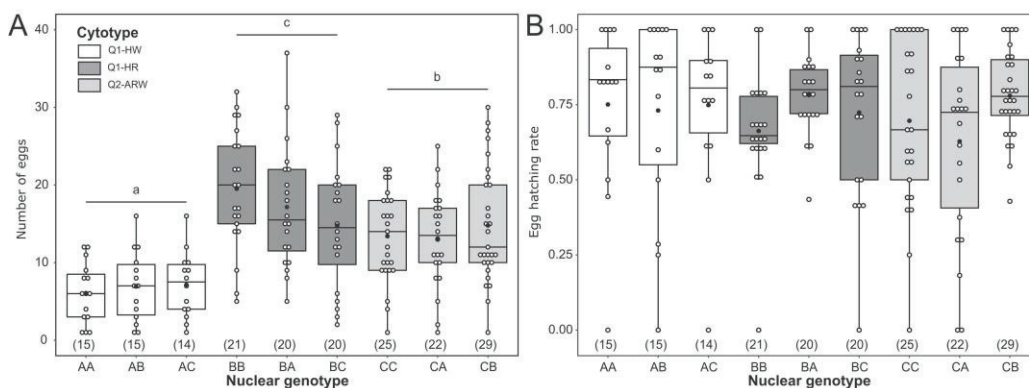 A
Cytotype
Q1-HW
Q1-HR
Q2-ARW
a
c
b
Number of eggs
40
30
20
10
0
(15) (15) (14) (21) (20) (20) (25) (22) (29)
AA AB AC BB BA BC CC CA CB
Nuclear genotype
B
Egg hatching rate
1.00
0.75
0.50
0.25
0.00
(15) (15) (14) (21) (20) (20) (25) (22) (29)
AA AB AC BB BA BC CC CA CB
Nuclear genotype